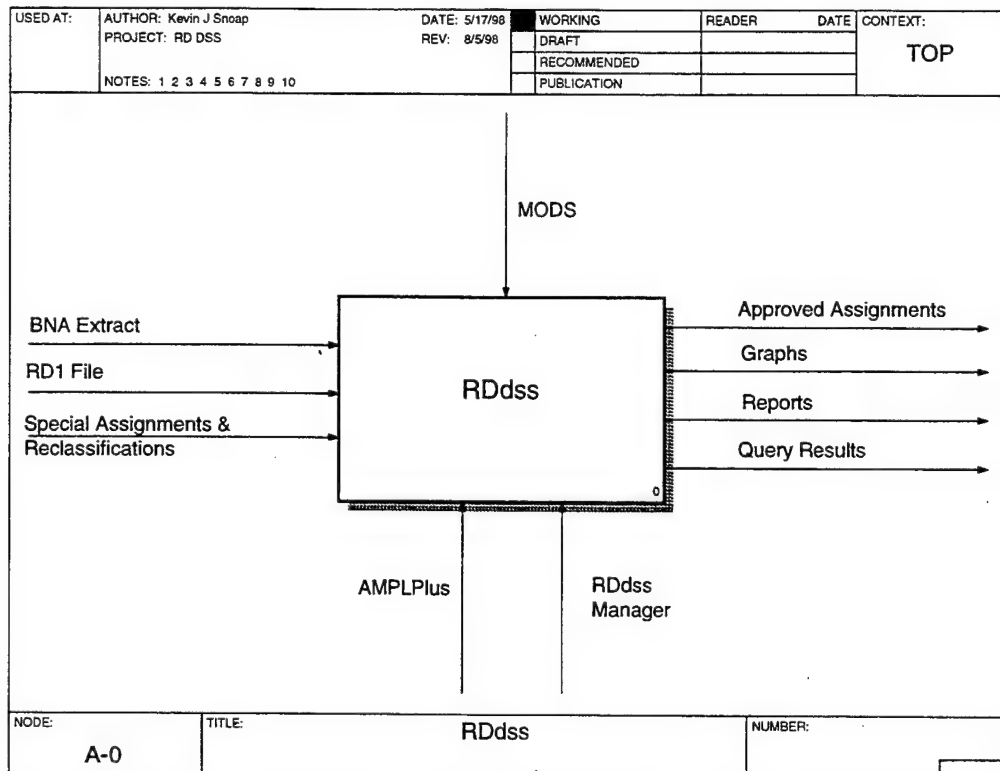 USED AT:
AUTHOR: Kevin J Snoap
DATE: 5/17/98
WORKING
READER
DATE
CONTEXT:
PROJECT: RD DSS
REV: 8/5/98
DRAFT
TOP
RECOMMENDED
NOTES: 1 2 3 4 5 6 7 8 9 10
PUBLICATION
MODS
BNA Extract
RD1 File
Special Assignments &
Reclassifications
RDdss
0
Approved Assignments
Graphs
Reports
Query Results
AMPLPlus
RDdss
Manager
NODE:
A-0
TITLE:
RDdss
NUMBER: